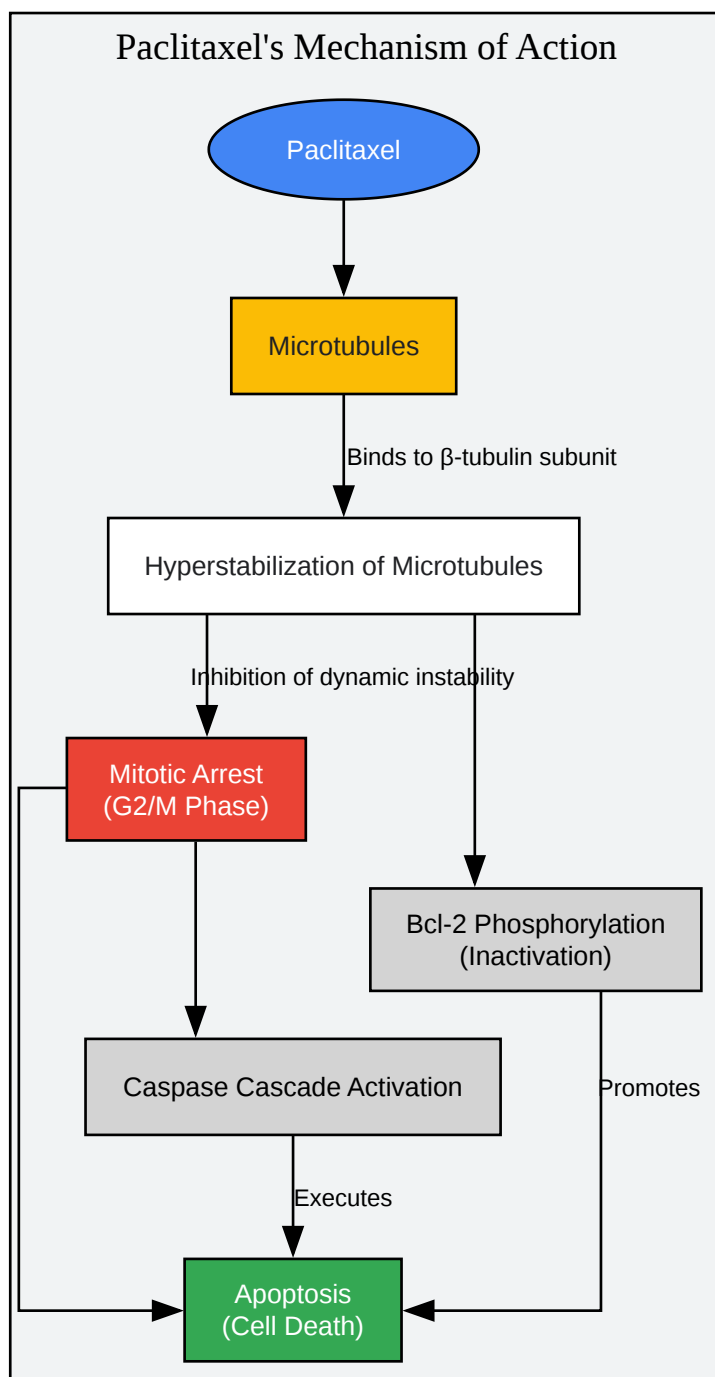 Paclitaxel's Mechanism of Action
Paclitaxel
Microtubules
Binds to β-tubulin subunit
Hyperstabilization of Microtubules
Inhibition of dynamic instability
Mitotic Arrest
(G2/M Phase)
Bcl-2 Phosphorylation
(Inactivation)
Caspase Cascade Activation
Promotes
Executes
Apoptosis
(Cell Death)